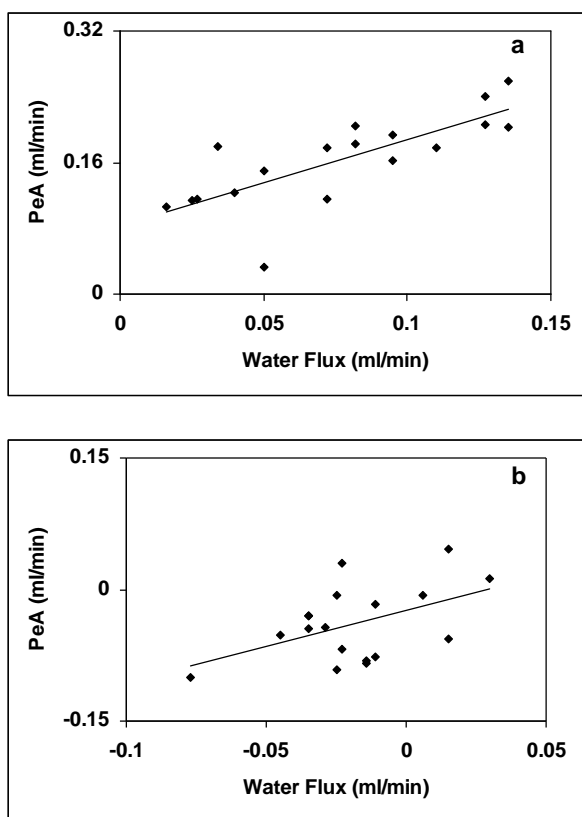 0.32
a
PeA (ml/min)
0.16
0
0 0.05 0.1 0.15
Water Flux (ml/min)
0.15
b
PeA (ml/min)
0
-0.15
-0.1 -0.05 0 0.05
Water Flux (ml/min)